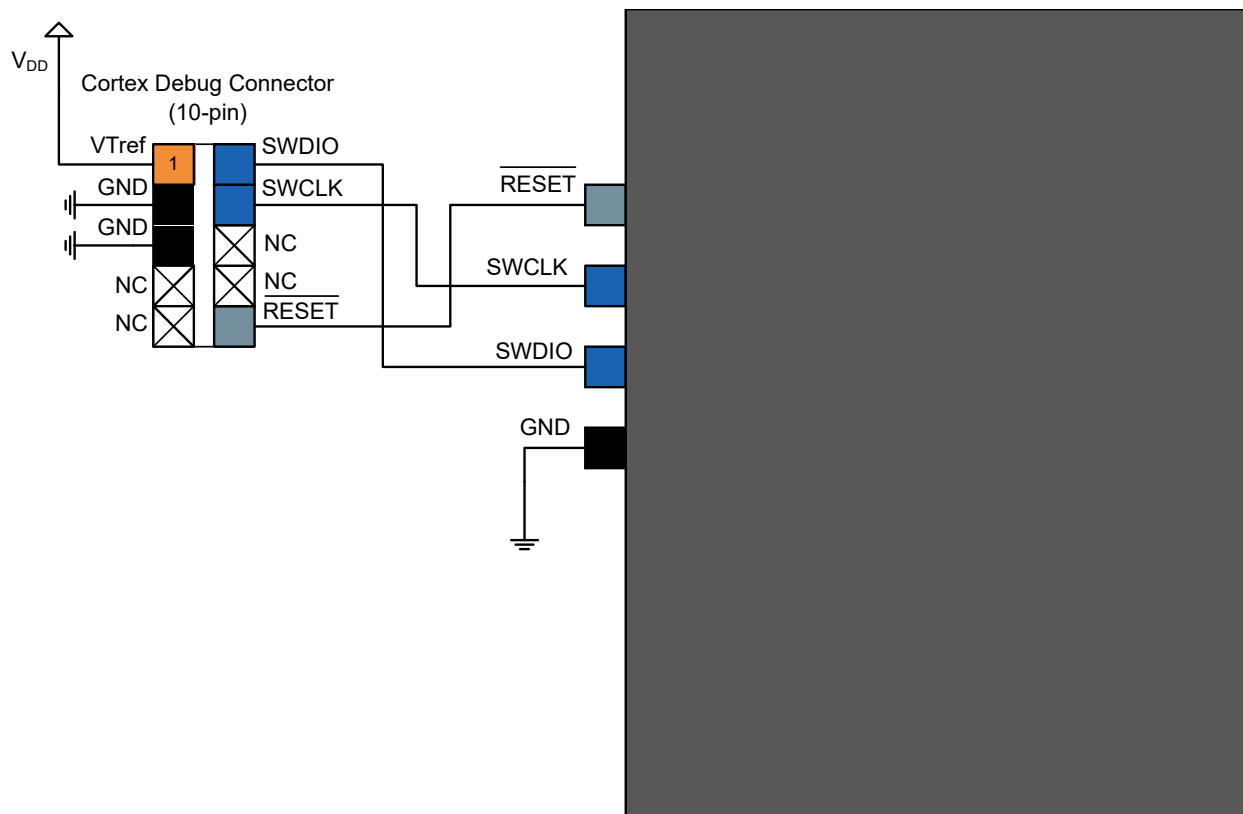 V_DD
Cortex Debug Connector
(10-pin)
VTref
1
SWDIO
GND
SWCLK
GND
NC
NC
NC
NC
RESET
RESET
SWCLK
SWDIO
GND